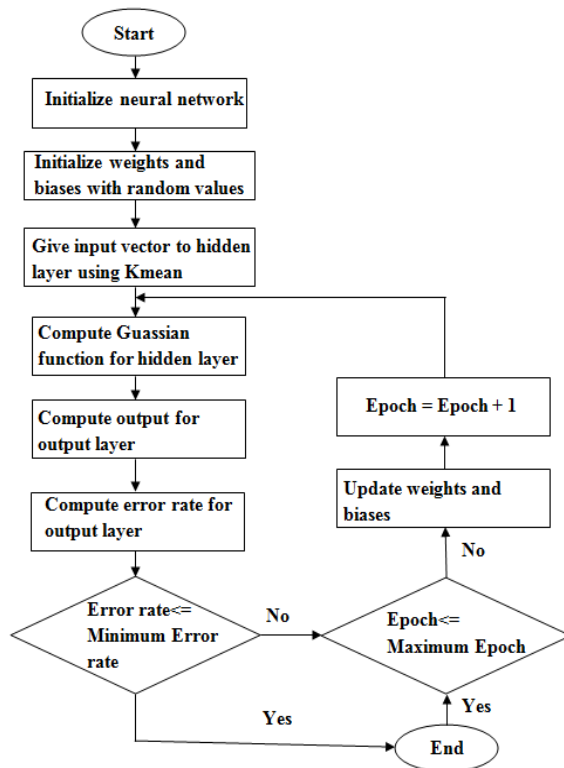 Start
Initialize neural network
Initialize weights and
biases with random values
Give input vector to hidden
layer using Kmean
Compute Guassian
function for hidden layer
Compute output for
output layer
Compute error rate for
output layer
Error rate<=
Minimum Error
rate
No
Yes
Epoch<=
Maximum Epoch
No
Yes
Update weights and
biases
Epoch = Epoch + 1
End